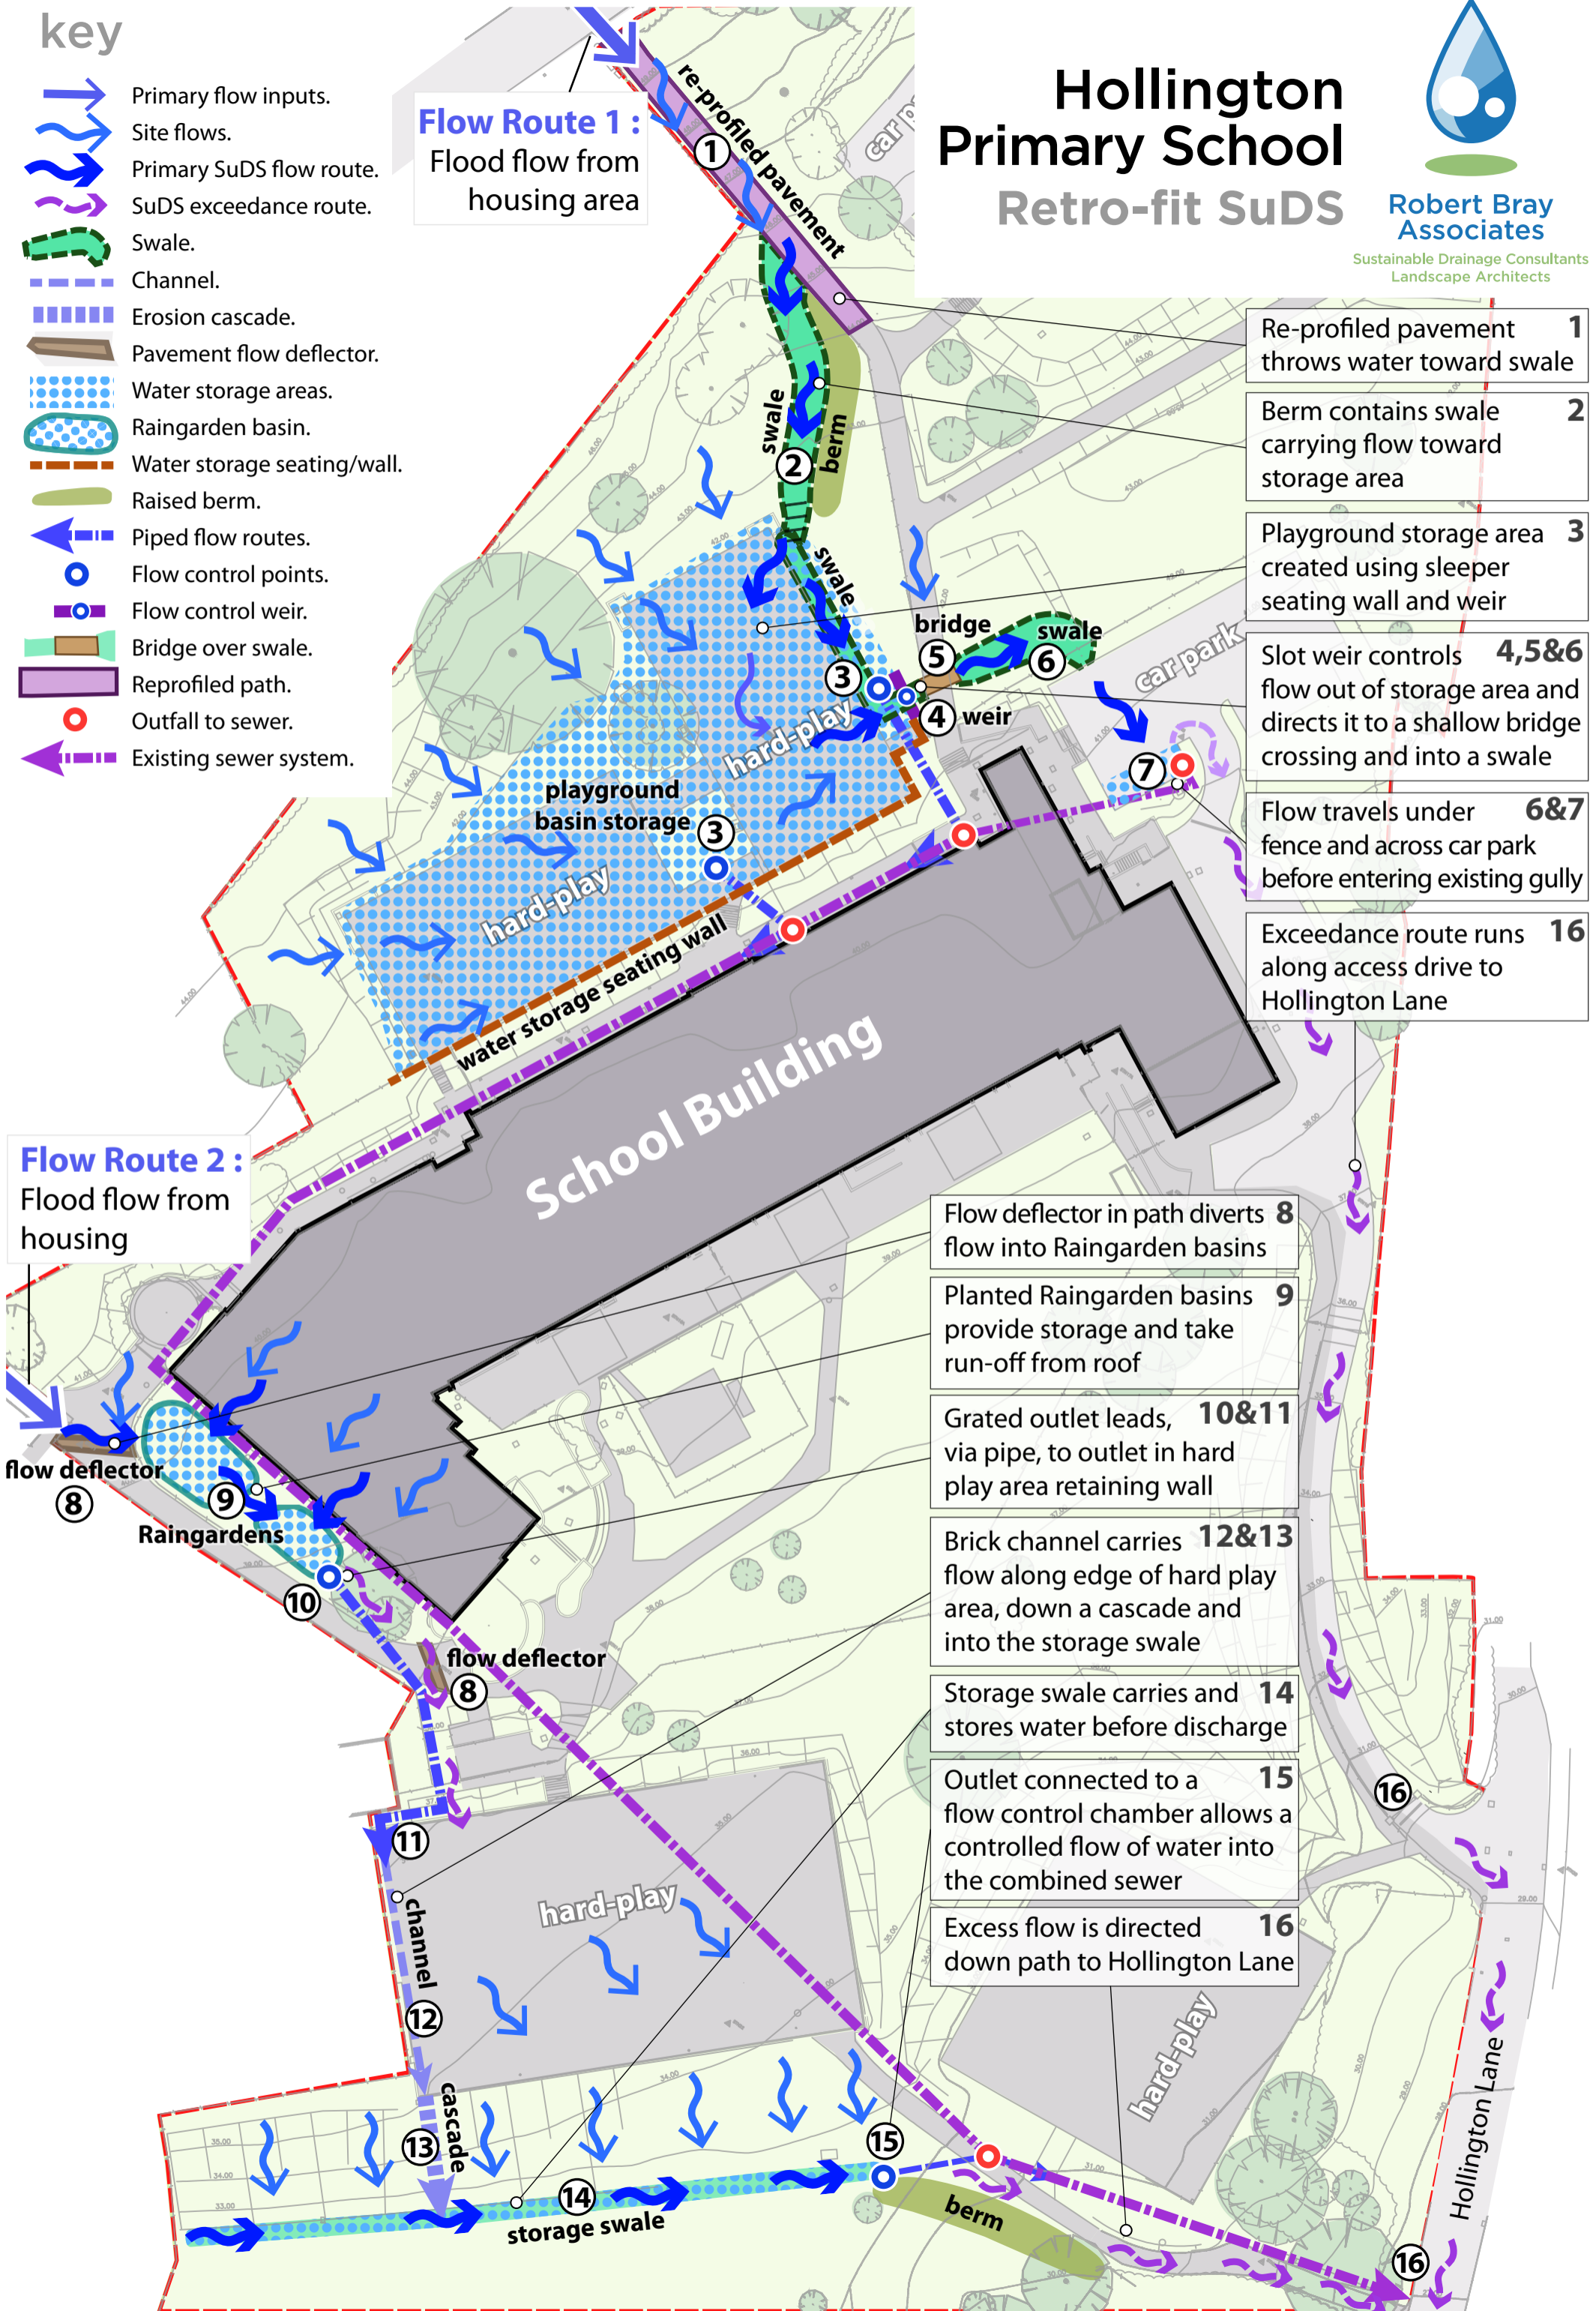 key
Primary flow inputs.
Site flows.
Primary SuDS flow route.
SuDS exceedance route.
Swale.
Channel.
Erosion cascade.
Pavement flow deflector.
Water storage areas.
Raingarden basin.
Water storage seating/wall.
Raised berm.
Piped flow routes.
Flow control points.
Flow control weir.
Bridge over swale.
Reprofiled path.
Outfall to sewer.
Existing sewer system.
Flow Route 1 :
Flood flow from
housing area
Hollington
Primary School
Retro-fit SuDS
Robert Bray
Associates
Sustainable Drainage Consultants
Landscape Architects
re-profiled pavement
1
car p
swale
2
berm
swale
bridge
5
swale
6
3
4 weir
car park
7
hard-play
playground
basin storage
3
hard-play
water storage seating wall
School Building
Re-profiled pavement 1
throws water toward swale
Berm contains swale 2
carrying flow toward
storage area
Playground storage area 3
created using sleeper
seating wall and weir
Slot weir controls 4,5&6
flow out of storage area and
directs it to a shallow bridge
crossing and into a swale
Flow travels under 6&7
fence and across car park
before entering existing gully
Exceedance route runs 16
along access drive to
Hollington Lane
Flow Route 2 :
Flood flow from
housing
flow deflector
8
9
Raingardens
10
flow deflector
8
11
channel
12
hard-play
cascade
13
14
storage swale
15
berm
hard-play
16
16
Hollington Lane
Flow deflector in path diverts 8
flow into Raingarden basins
Planted Raingarden basins 9
provide storage and take
run-off from roof
Grated outlet leads, 10&11
via pipe, to outlet in hard
play area retaining wall
Brick channel carries 12&13
flow along edge of hard play
area, down a cascade and
into the storage swale
Storage swale carries and 14
stores water before discharge
Outlet connected to a 15
flow control chamber allows a
controlled flow of water into
the combined sewer
Excess flow is directed 16
down path to Hollington Lane